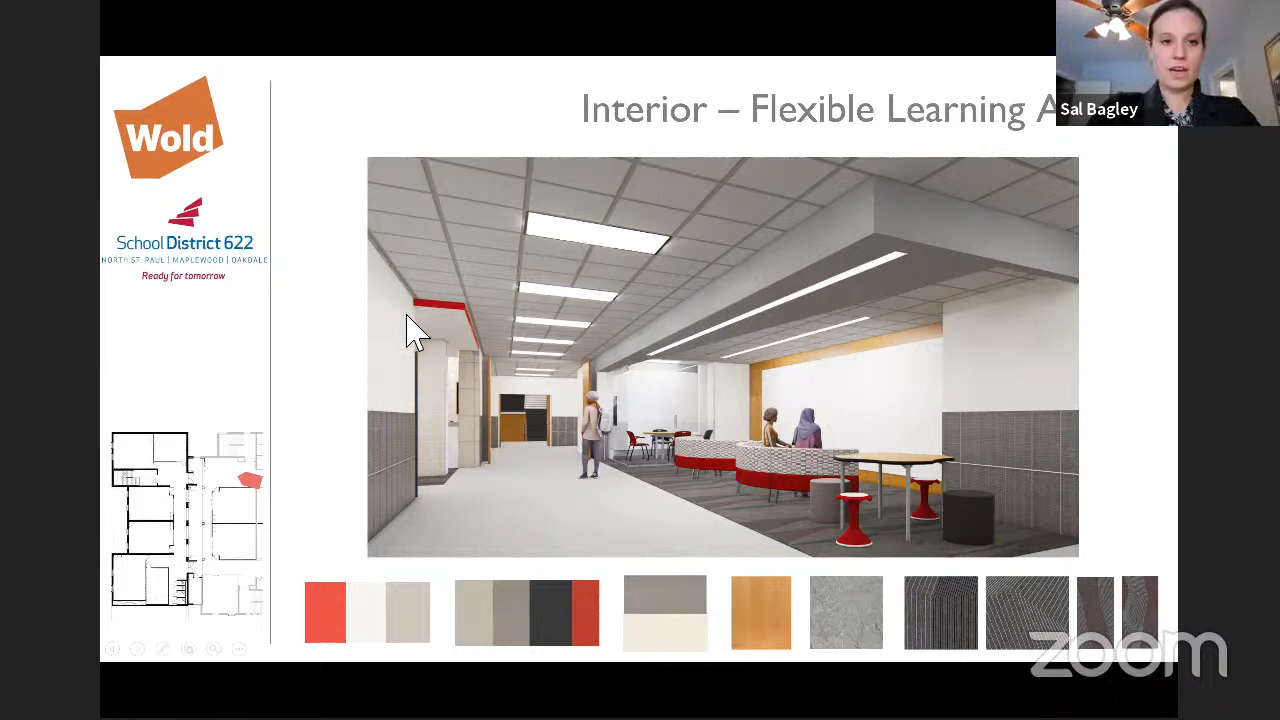 Interior – Flexible Learning A
Sal Bagley
Wold
School District 622
NORTH ST. PAUL | MAPLEWOOD | OAKDALE
Ready for tomorrow
zoom